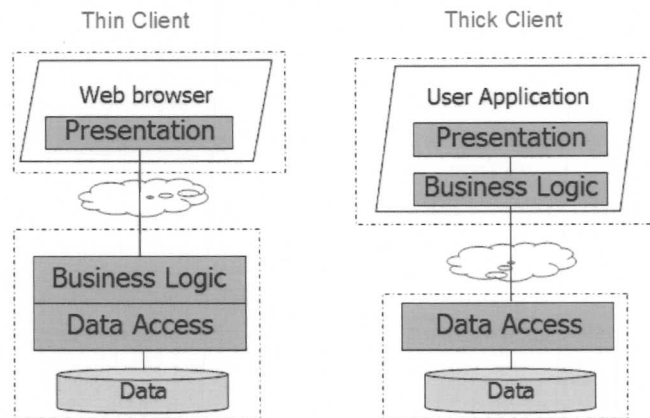 Thin Client
Web browser
Presentation
Business Logic
Data Access
Data
Thick Client
User Application
Presentation
Business Logic
Data Access
Data